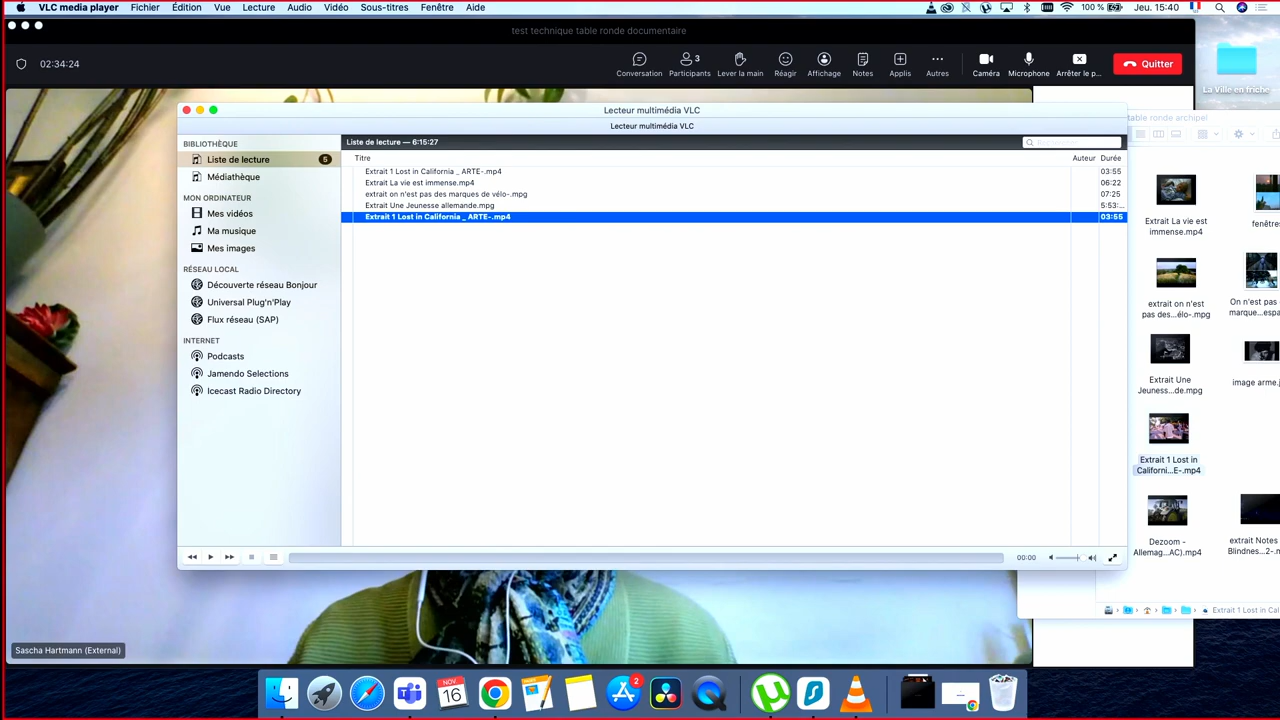 VLC media player Fichier Édition Vue Lecture Audio Vidéo Sous-titres Fenêtre Aide 100 % Jeu. 15:40
test technique table ronde documentaire
02:34:24
3
Conversation Participants Lever la main Réagir Affichage Notes Applis Autres Caméra Microphone Arrêter le p... Quitter
La Ville en friche
Lecteur multimédia VLC
Lecteur multimédia VLC
table ronde archipel
BIBLIOTHÈQUE
Liste de lecture 5
Médiathèque
MON ORDINATEUR
Mes vidéos
Ma musique
Mes images
RÉSEAU LOCAL
Découverte réseau Bonjour
Universal Plug'n'Play
Flux réseau (SAP)
INTERNET
Podcasts
Jamendo Selections
Icecast Radio Directory
Liste de lecture — 6:15:27
Titre Auteur Durée
Extrait 1 Lost in California _ ARTE-.mp4 03:55
Extrait La vie est immense.mp4 06:22
extrait on n'est pas des marques de vélo-.mpg 07:25
Extrait Une Jeunesse allemande.mpg 5:53:...
Extrait 1 Lost in California _ ARTE-.mp4 03:55
00:00
Extrait La vie est
immense.mp4
fenêtres
extrait on n'est
pas des...élo-.mpg
On n'est pas
marque...espa
Extrait Une
Jeuness...de.mpg
image arme.j
Extrait 1 Lost in
Californi...E-.mp4
Dezoom -
Allemag...AC).mp4
extrait Notes
Blindnes...2-.m
Extrait 1 Lost in Cal
Sascha Hartmann (External)
NOV.
16
2